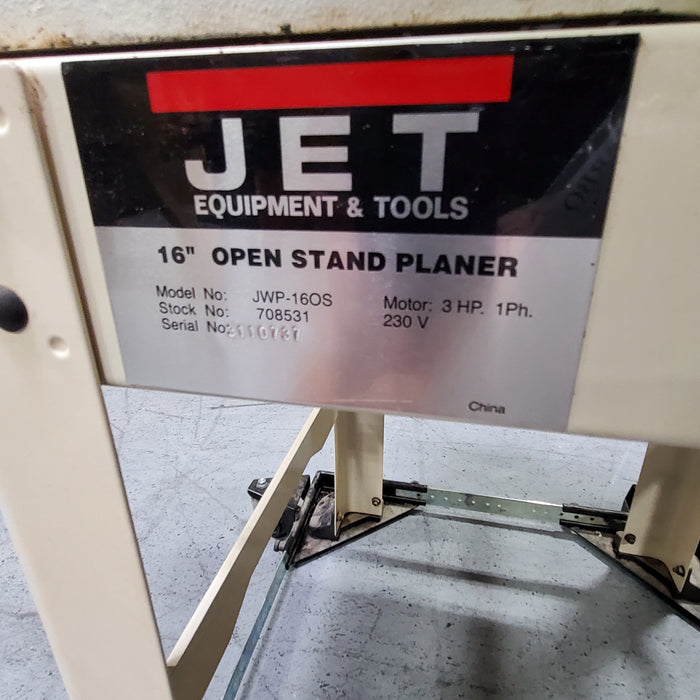 JET
EQUIPMENT & TOOLS
16" OPEN STAND PLANER
Model No: JWP-16OS
Stock No: 708531
Serial No:
Motor: 3 HP. 1Ph.
230 V
China